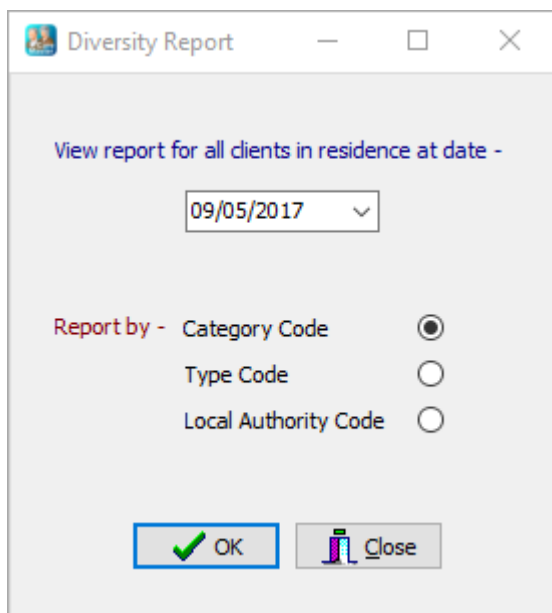 Diversity Report
View report for all clients in residence at date -
09/05/2017
Report by - Category Code
Type Code
Local Authority Code
OK Close